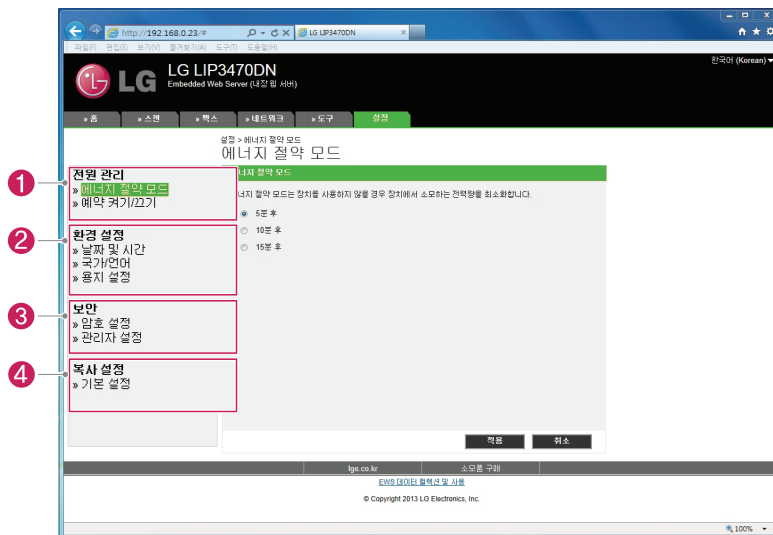 http://192.168.0.23/#
LG LIP3470DN
파일(F) 편집(E) 보기(V) 즐겨찾기(A) 도구(T) 도움말(H)
한국어 (Korean)
LG
LG LIP3470DN
Embedded Web Server (내장 웹 서버)
» 홈
» 스캔
» 팩스
» 네트워크
» 도구
설정
설정 > 에너지 절약 모드
에너지 절약 모드
1
전원 관리
» 에너지 절약 모드
» 예약 켜기/끄기
2
환경 설정
» 날짜 및 시간
» 국가/언어
» 용지 설정
3
보안
» 암호 설정
» 관리자 설정
4
복사 설정
» 기본 설정
너지 절약 모드
너지 절약 모드는 장치를 사용하지 않을 경우 장치에서 소모하는 전력량을 최소화합니다.
5분 후
10분 후
15분 후
적용
취소
lge.co.kr
소모품 구매
EWS 데이터 컬렉션 및 사용
© Copyright 2013 LG Electronics, Inc.
100%